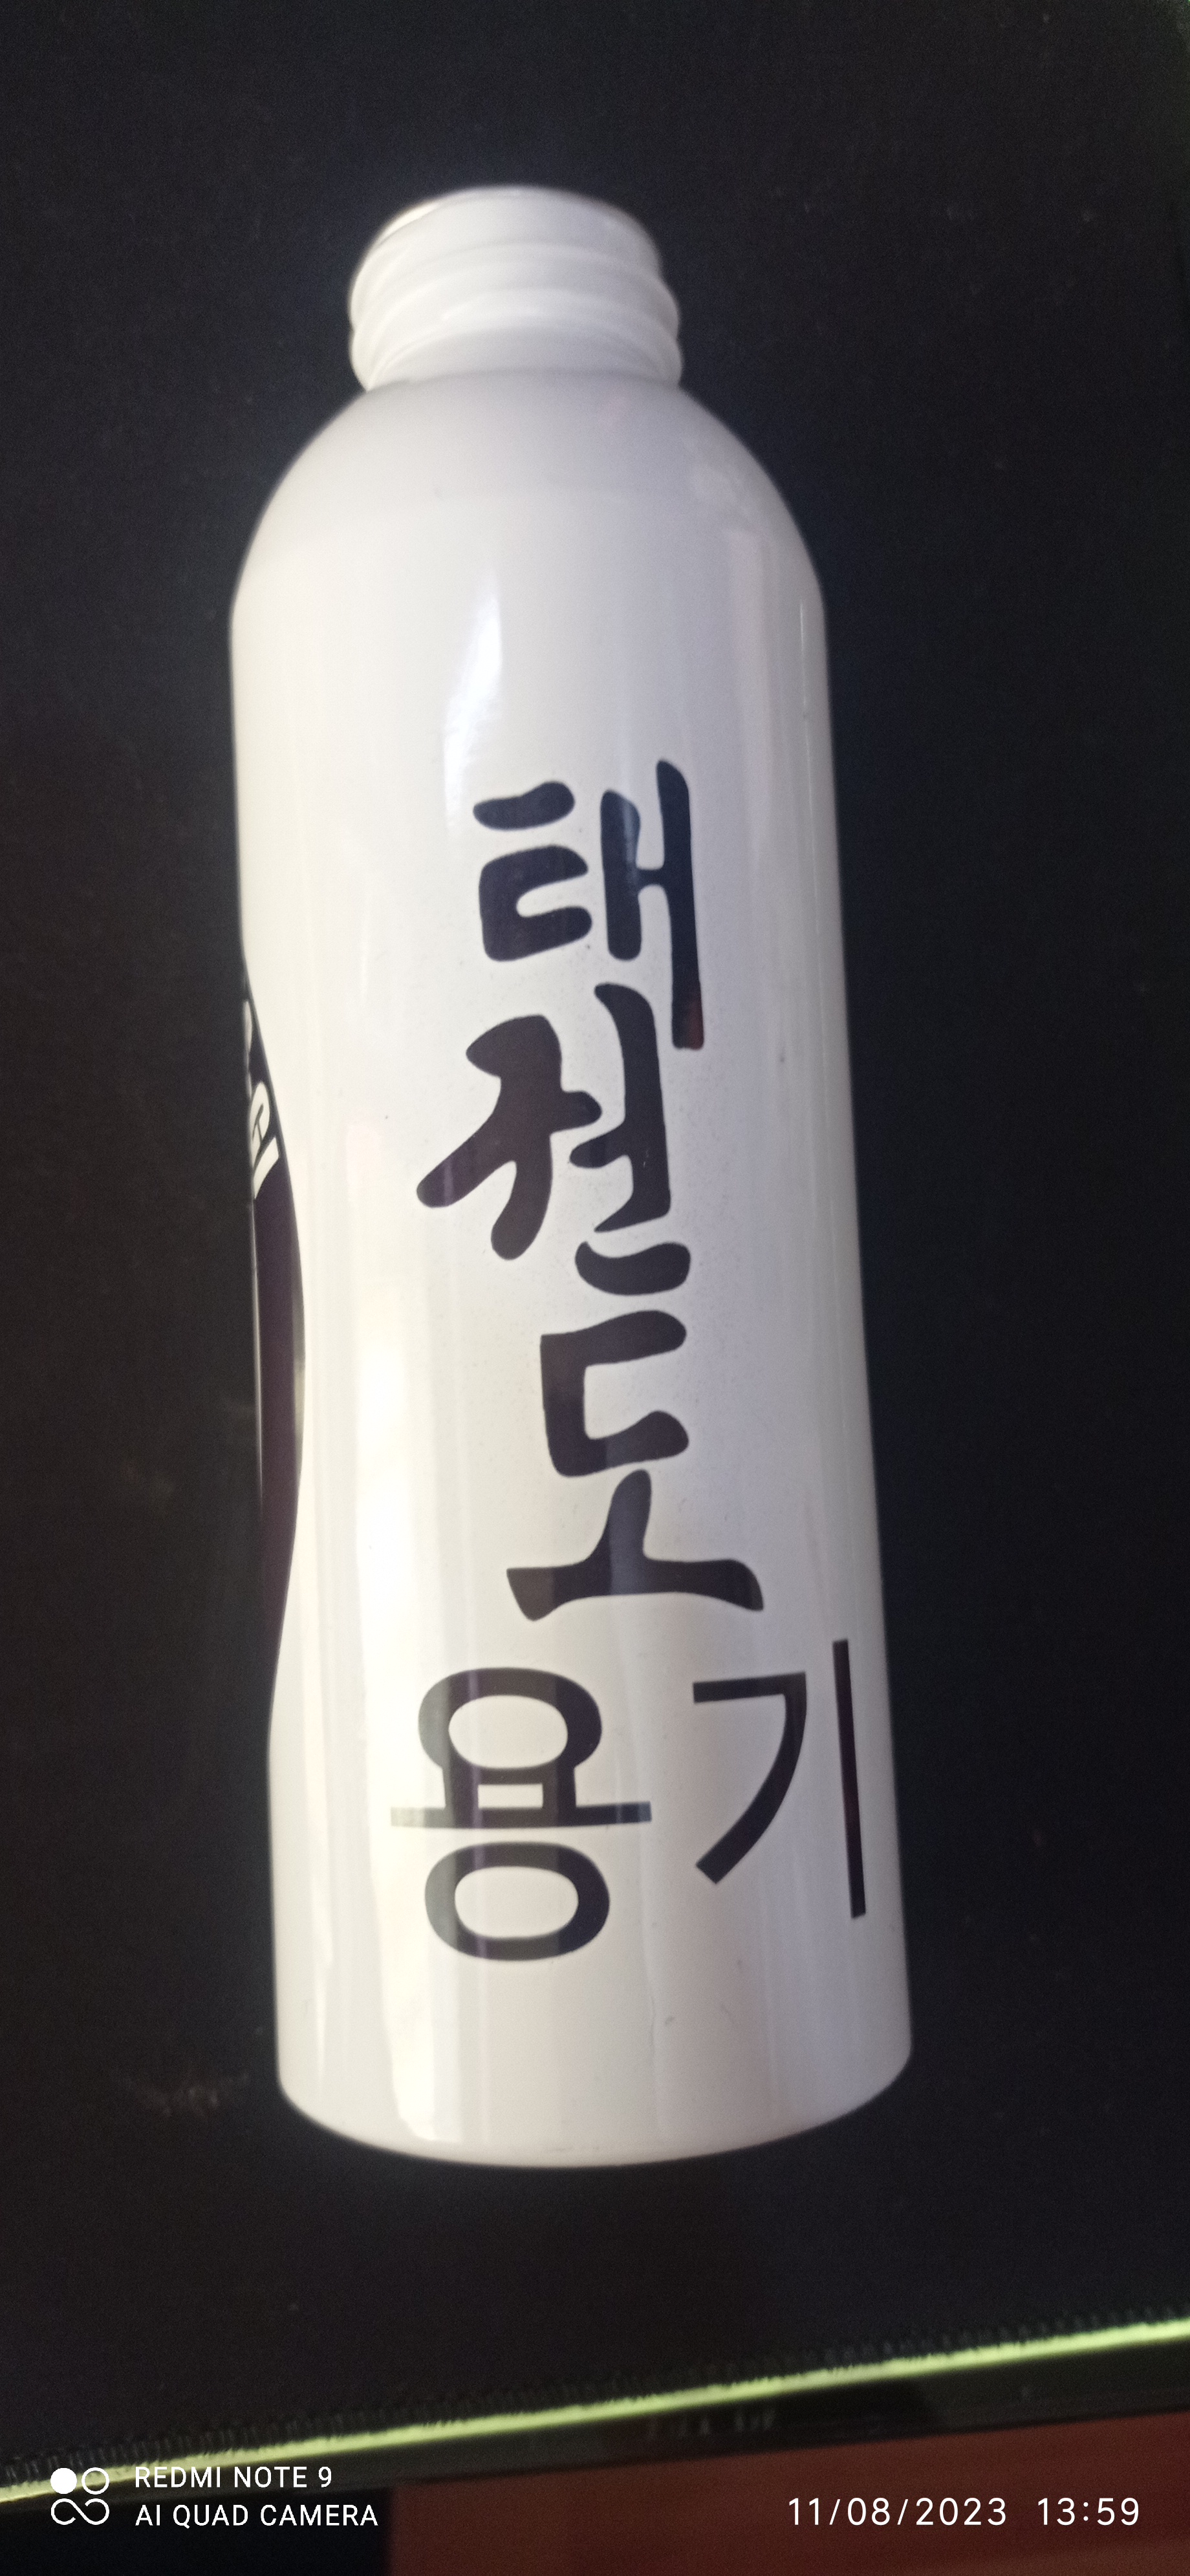 태
권
도
용기
REDMI NOTE 9
AI QUAD CAMERA
11/08/2023 13:59